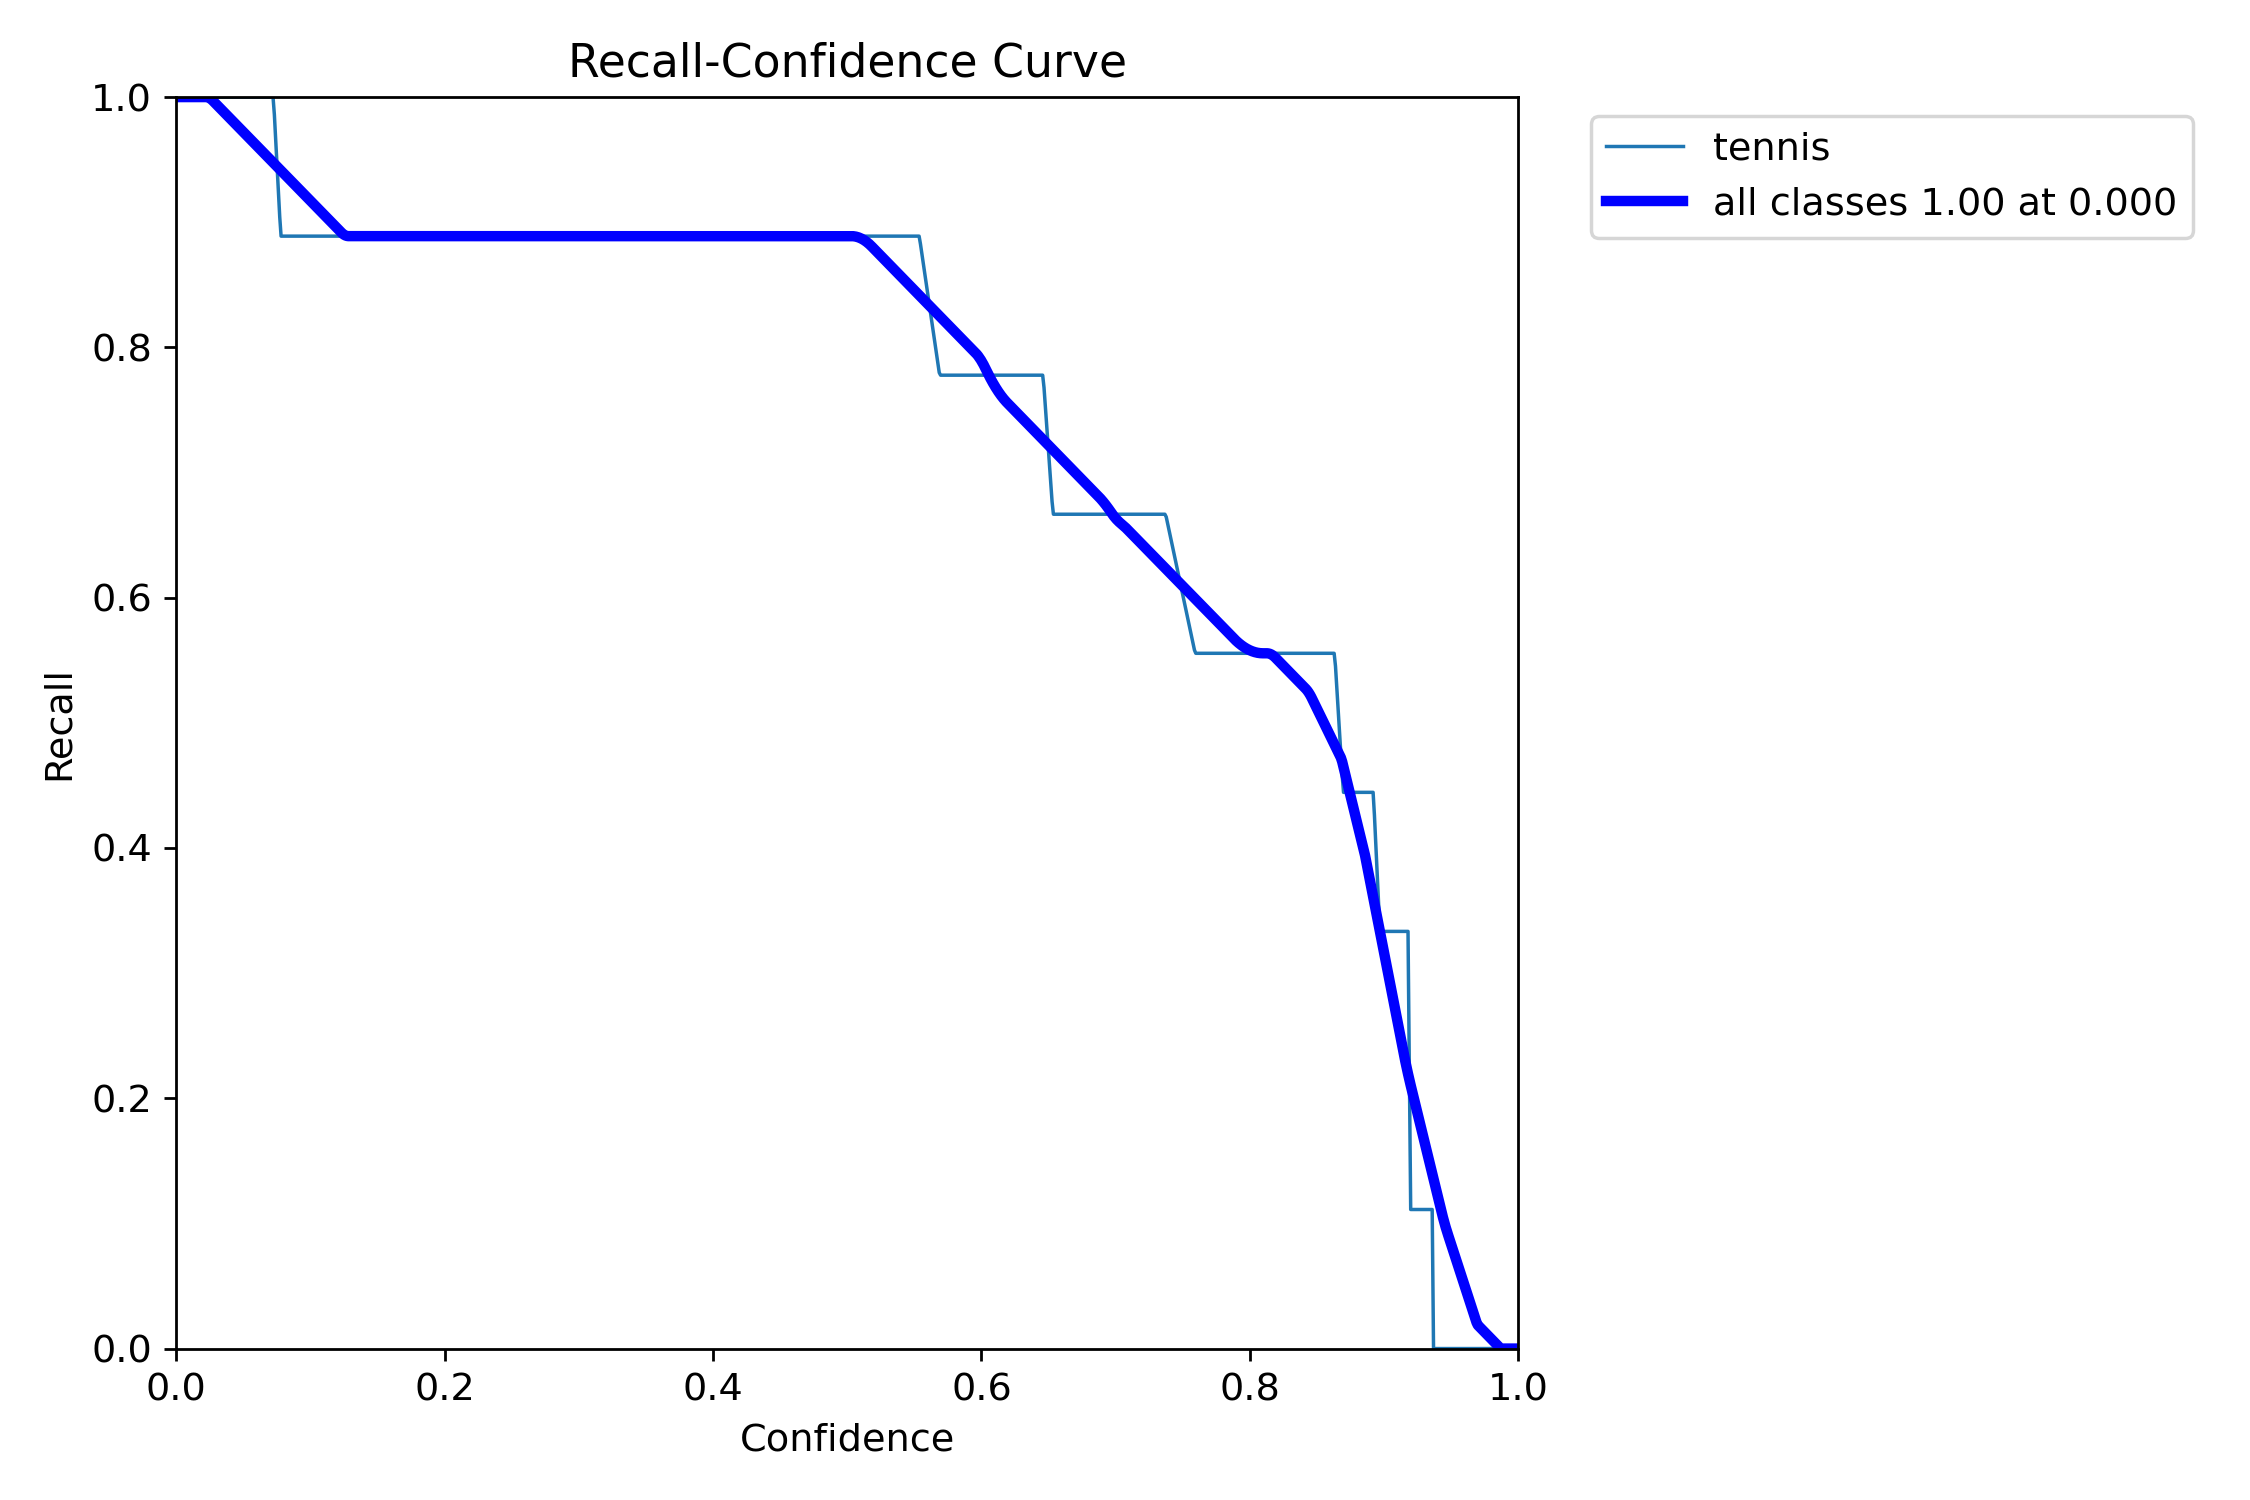 Recall-Confidence Curve
1.0
0.8
0.6
0.4
0.2
0.0
Recall
0.0 0.2 0.4 0.6 0.8 1.0
Confidence
tennis
all classes 1.00 at 0.000